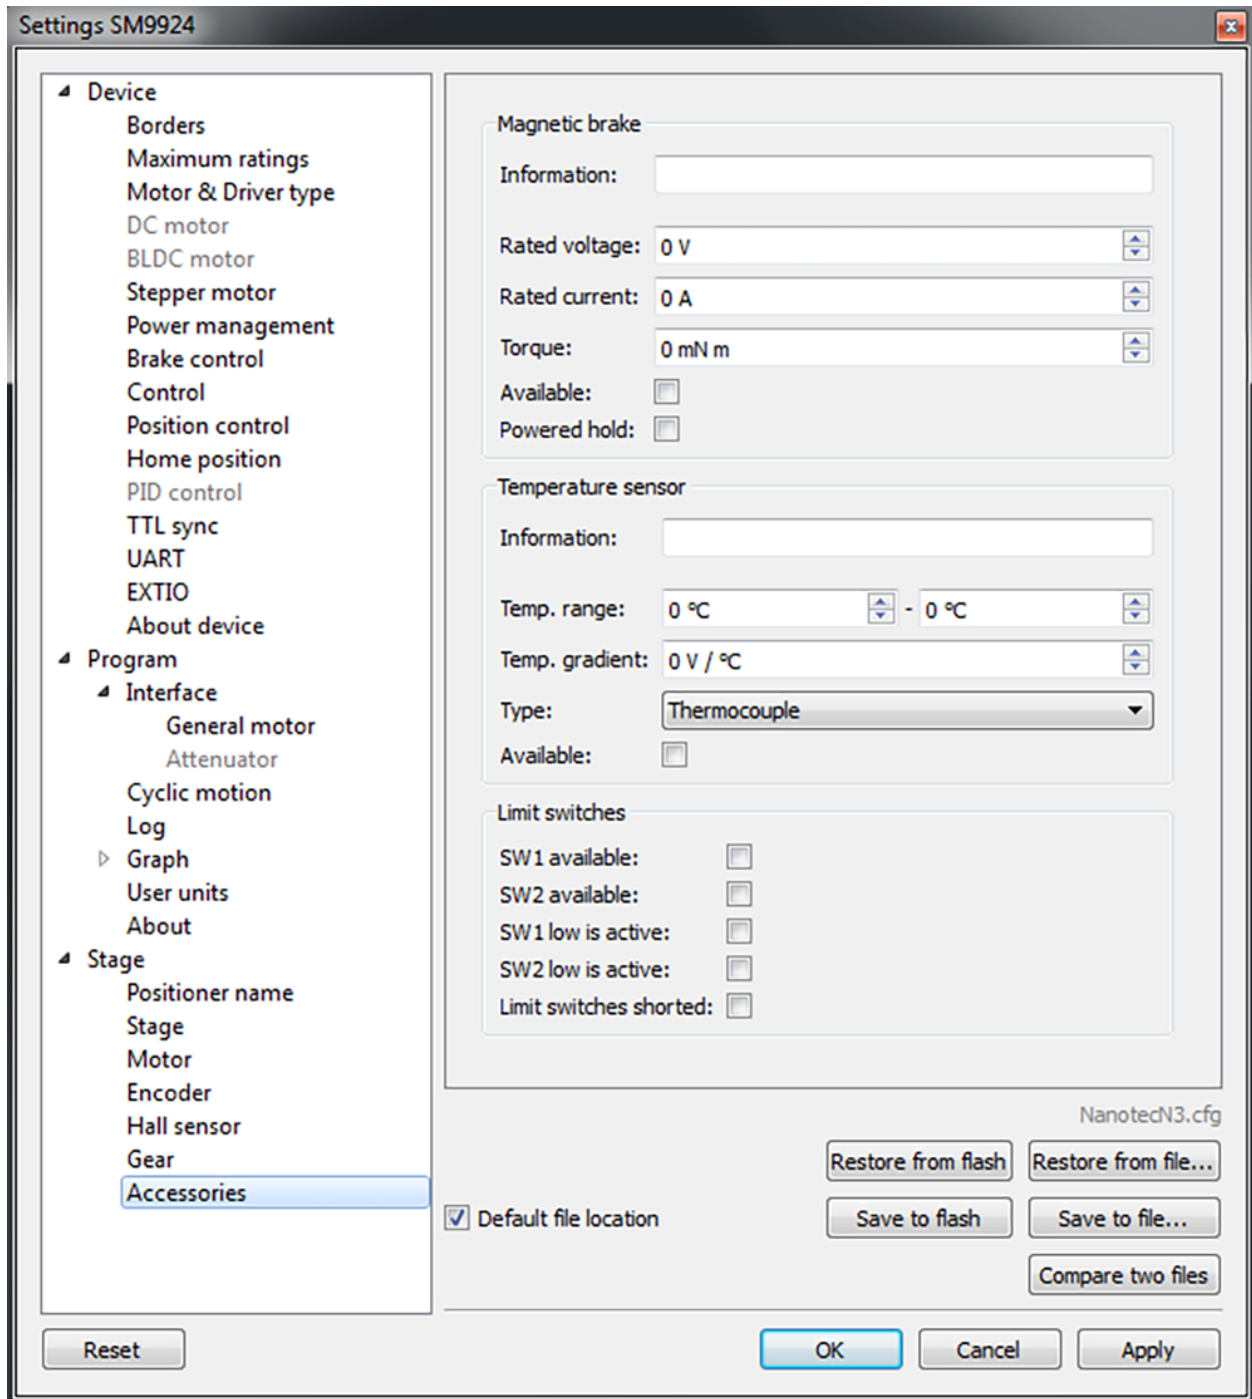 Settings SM9924
Device
Borders
Maximum ratings
Motor & Driver type
DC motor
BLDC motor
Stepper motor
Power management
Brake control
Control
Position control
Home position
PID control
TTL sync
UART
EXTIO
About device
Program
Interface
General motor
Attenuator
Cyclic motion
Log
Graph
User units
About
Stage
Positioner name
Stage
Motor
Encoder
Hall sensor
Gear
Accessories
Magnetic brake
Information:
Rated voltage: 0 V
Rated current: 0 A
Torque: 0 mN m
Available:
Powered hold:
Temperature sensor
Information:
Temp. range: 0 °C - 0 °C
Temp. gradient: 0 V / °C
Type: Thermocouple
Available:
Limit switches
SW1 available:
SW2 available:
SW1 low is active:
SW2 low is active:
Limit switches shorted:
NanotecN3.cfg
Restore from flash Restore from file...
Default file location Save to flash Save to file...
Compare two files
Reset OK Cancel Apply